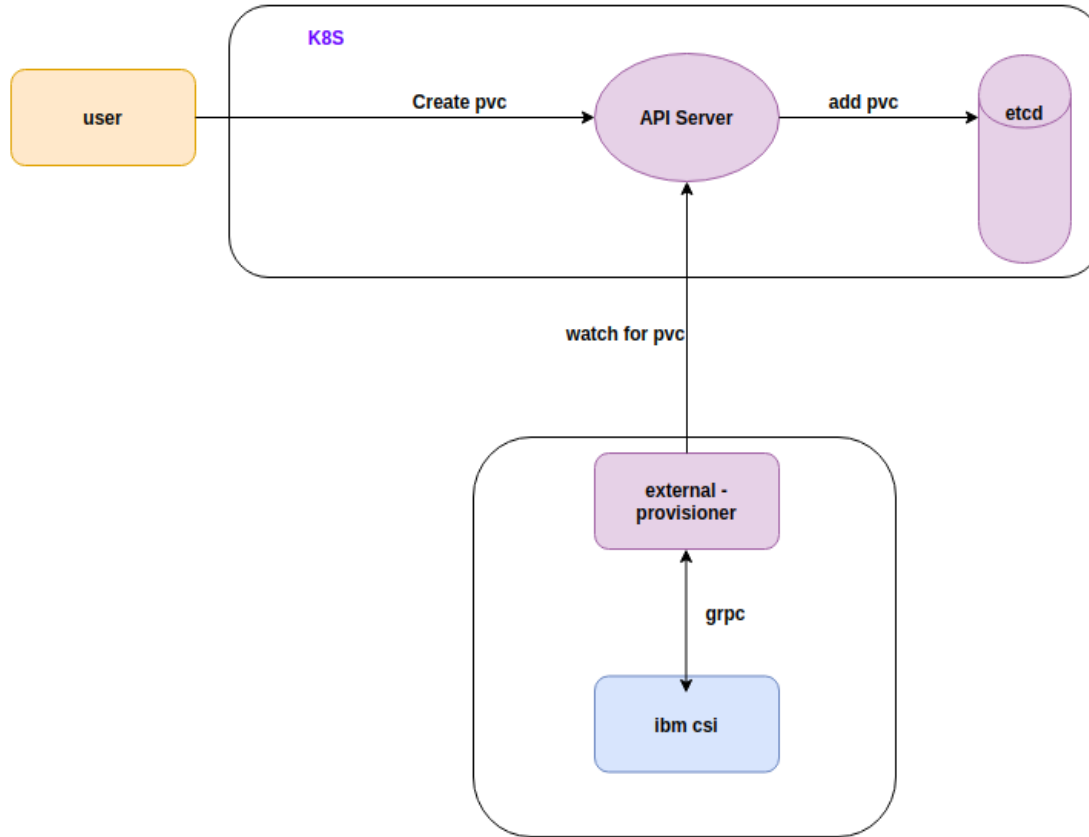 K8S
user
Create pvc
API Server
add pvc
etcd
watch for pvc
external -
provisioner
grpc
ibm csi